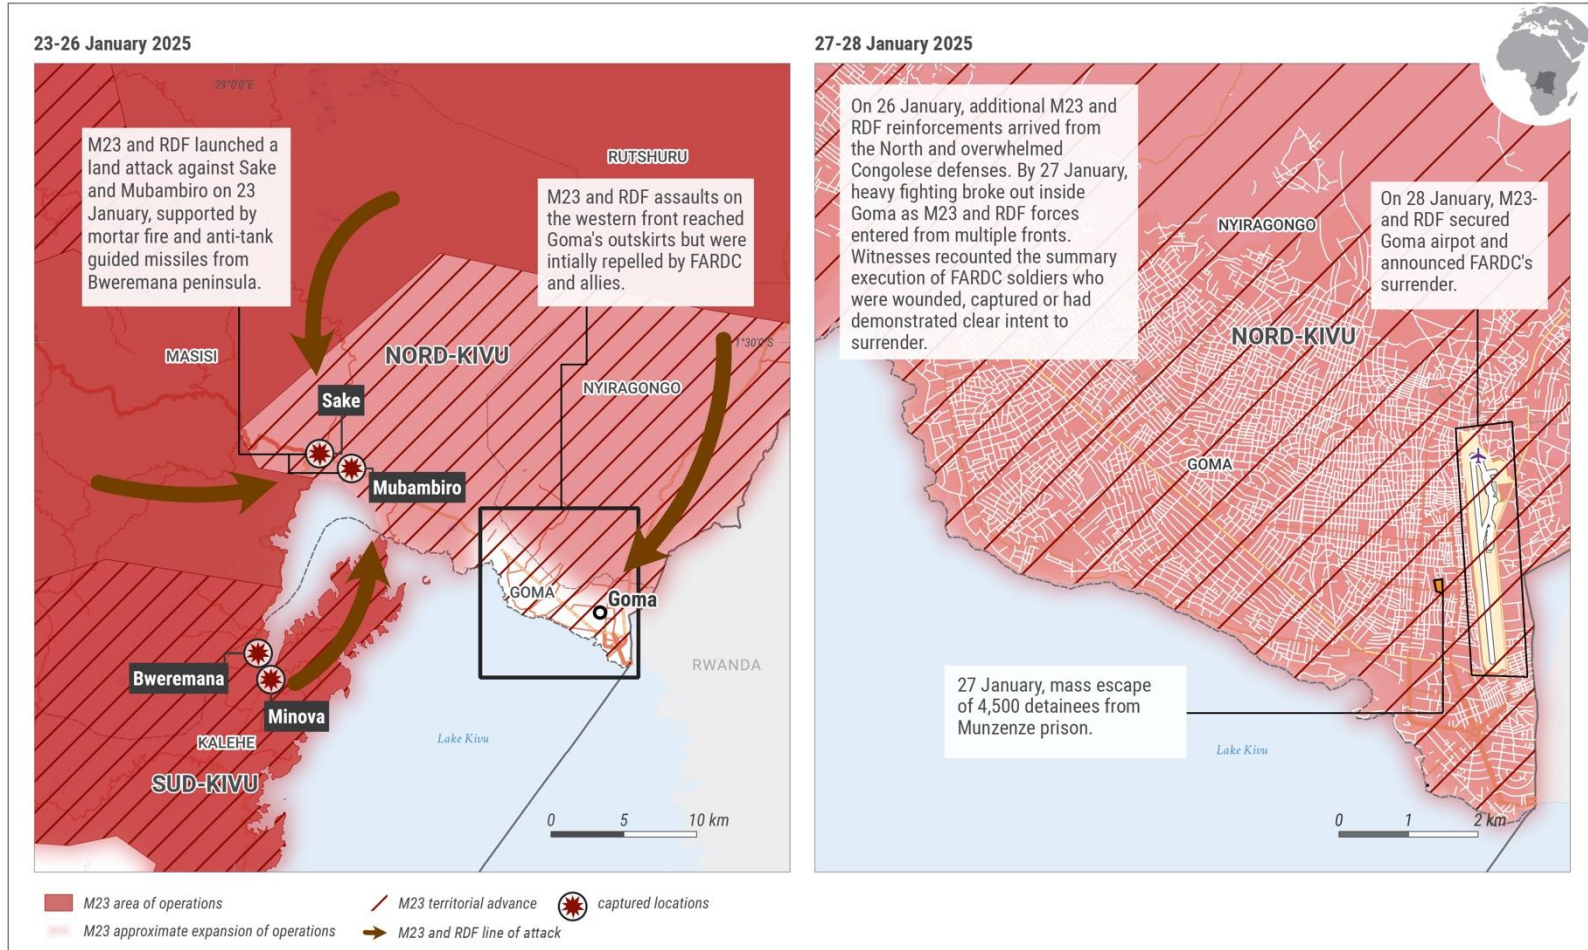 23-26 January 2025
29°0'0"E
M23 and RDF launched a
land attack against Sake
and Mubambiro on 23
January, supported by
mortar fire and anti-tank
guided missiles from
Bweremana peninsula.
RUTSHURU
M23 and RDF assaults on
the western front reached
Goma's outskirts but were
intially repelled by FARDC
and allies.
1°30'0"S
MASISI
NORD-KIVU
NYIRAGONGO
Sake
Mubambiro
GOMA
Goma
RWANDA
Bweremana
Minova
KALEHE
SUD-KIVU
Lake Kivu
0 5 10 km
27-28 January 2025
On 26 January, additional M23 and
RDF reinforcements arrived from
the North and overwhelmed
Congolese defenses. By 27 January,
heavy fighting broke out inside
Goma as M23 and RDF forces
entered from multiple fronts.
Witnesses recounted the summary
execution of FARDC soldiers who
were wounded, captured or had
demonstrated clear intent to
surrender.
NYIRAGONGO
On 28 January, M23-
and RDF secured
Goma airpot and
announced FARDC's
surrender.
NORD-KIVU
GOMA
27 January, mass escape
of 4,500 detainees from
Munzenze prison.
Lake Kivu
0 1 2 km
M23 area of operations
M23 approximate expansion of operations
M23 territorial advance
M23 and RDF line of attack
captured locations